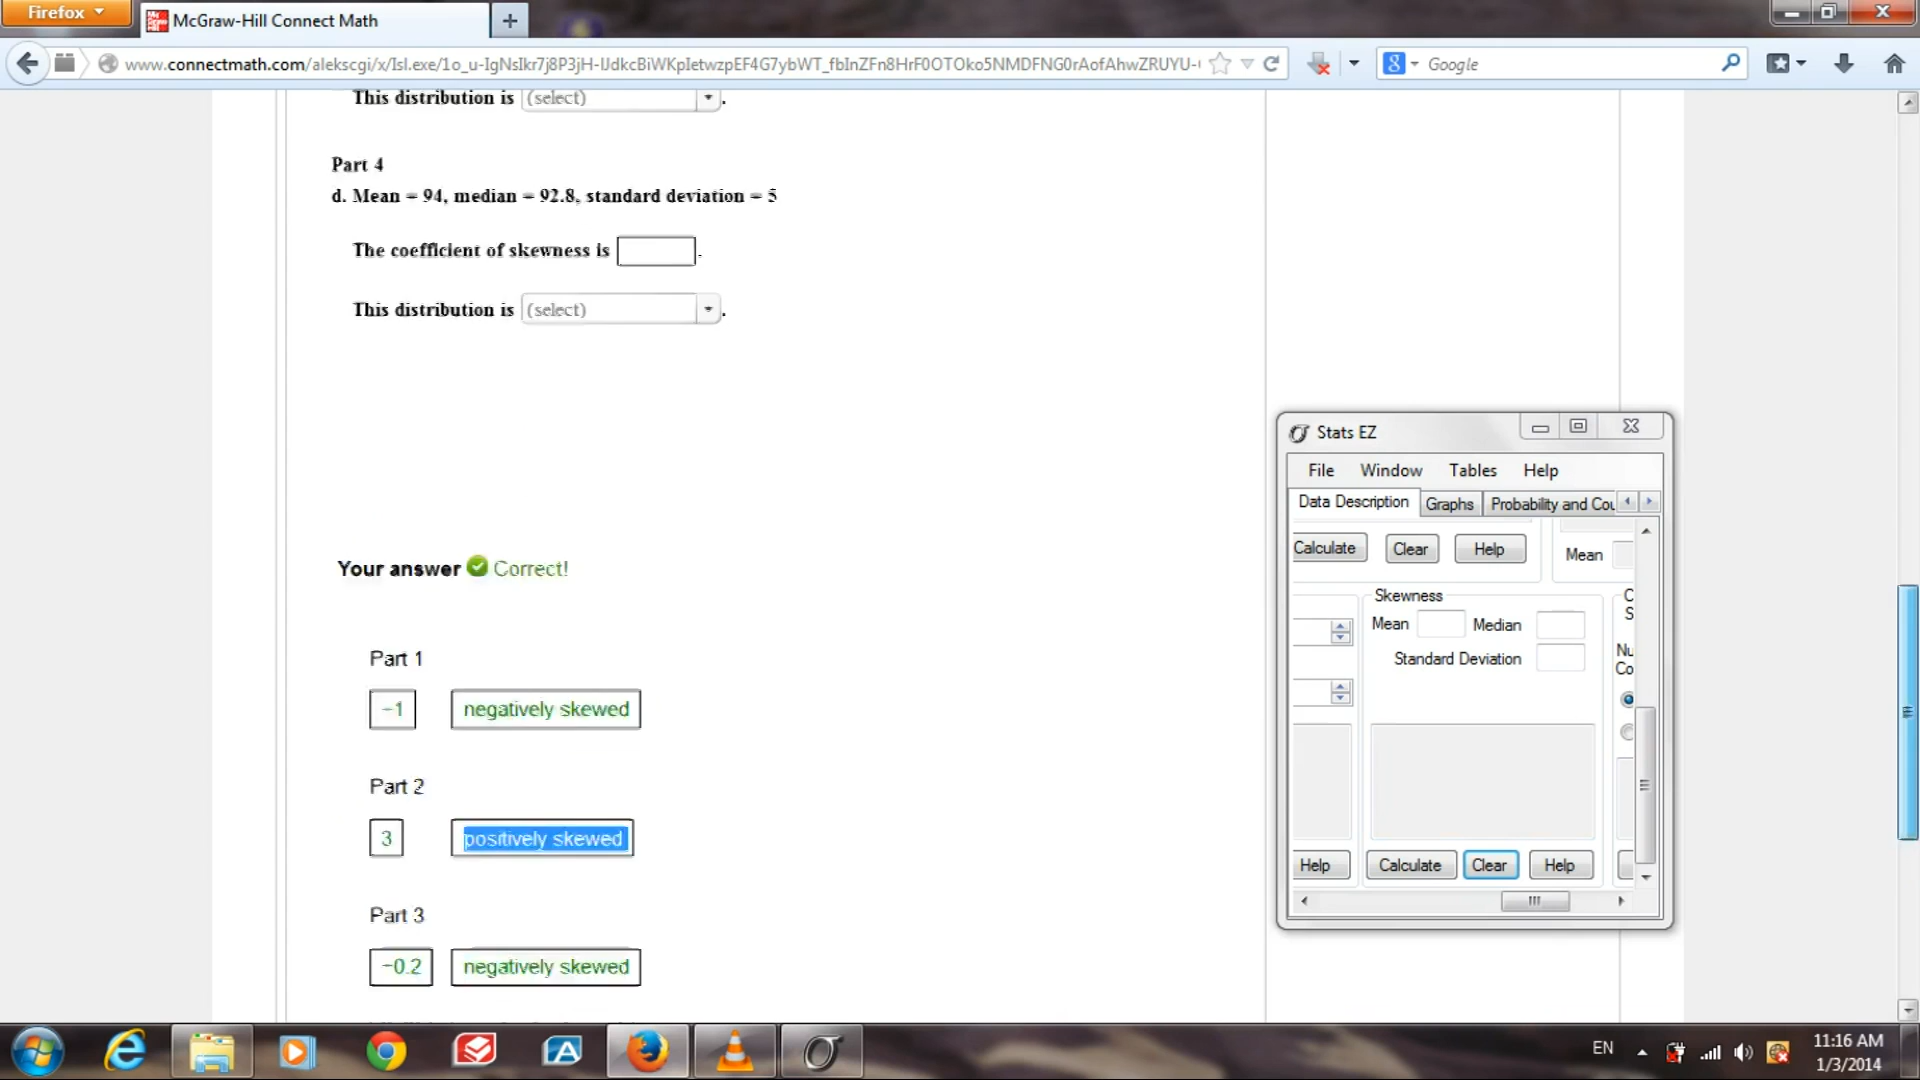 Firefox
McGraw-Hill Connect Math
www.connectmath.com/alekscgi/x/Isl.exe/1o_u-IgNsIkr7j8P3jH-IJdkcBiWKpIetwzpEF4G7ybWT_fbInZFn8HrF0OTOko5NMDFNG0rAofAhwZRUYU-
Google
This distribution is (select).
Part 4
d. Mean = 94, median = 92.8, standard deviation = 5
The coefficient of skewness is .
This distribution is (select).
Your answer Correct!
Part 1
−1 negatively skewed
Part 2
3 positively skewed
Part 3
−0.2 negatively skewed
Stats EZ
File Window Tables Help
Data Description Graphs Probability and Cou
Calculate Clear Help Mean
Skewness C
S
Mean Median
Nu
Standard Deviation Co
Help Calculate Clear Help
EN 11:16 AM
1/3/2014